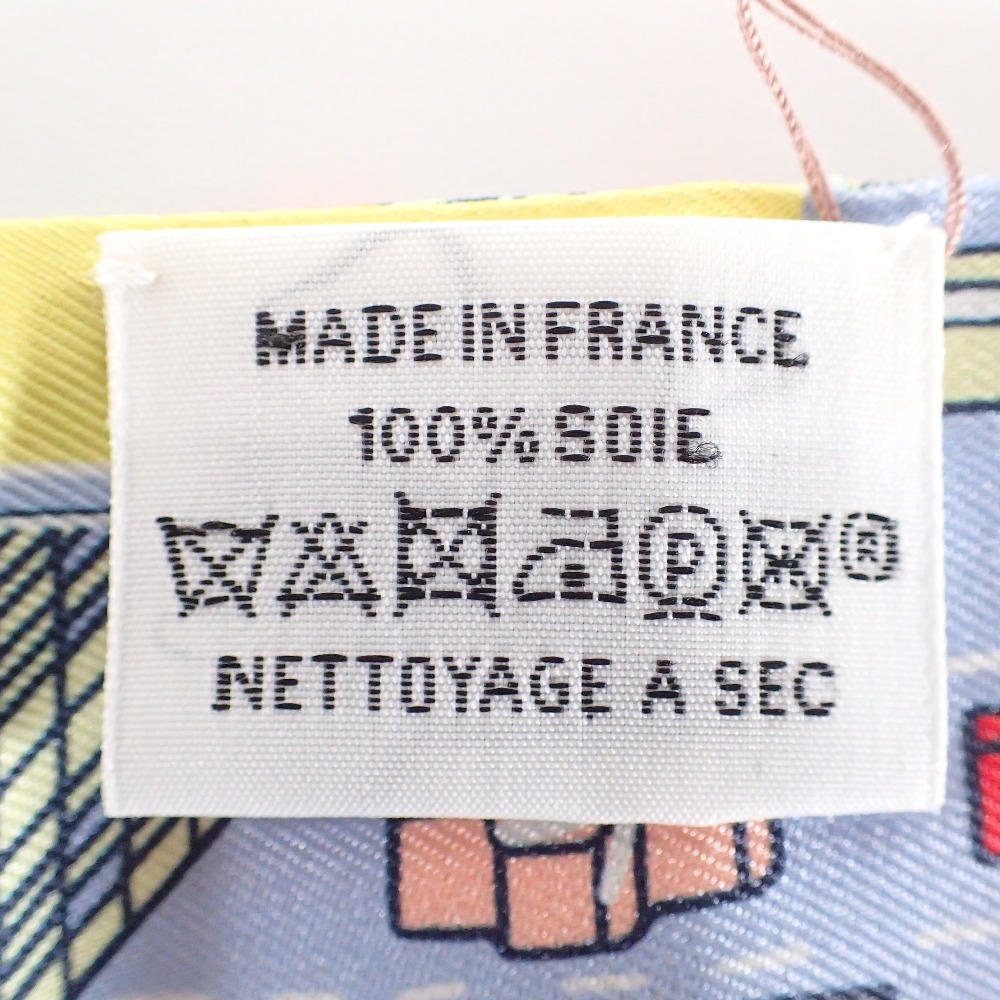 MADE IN FRANCE
100% SOIE
P ®
NETTOYAGE A SEC